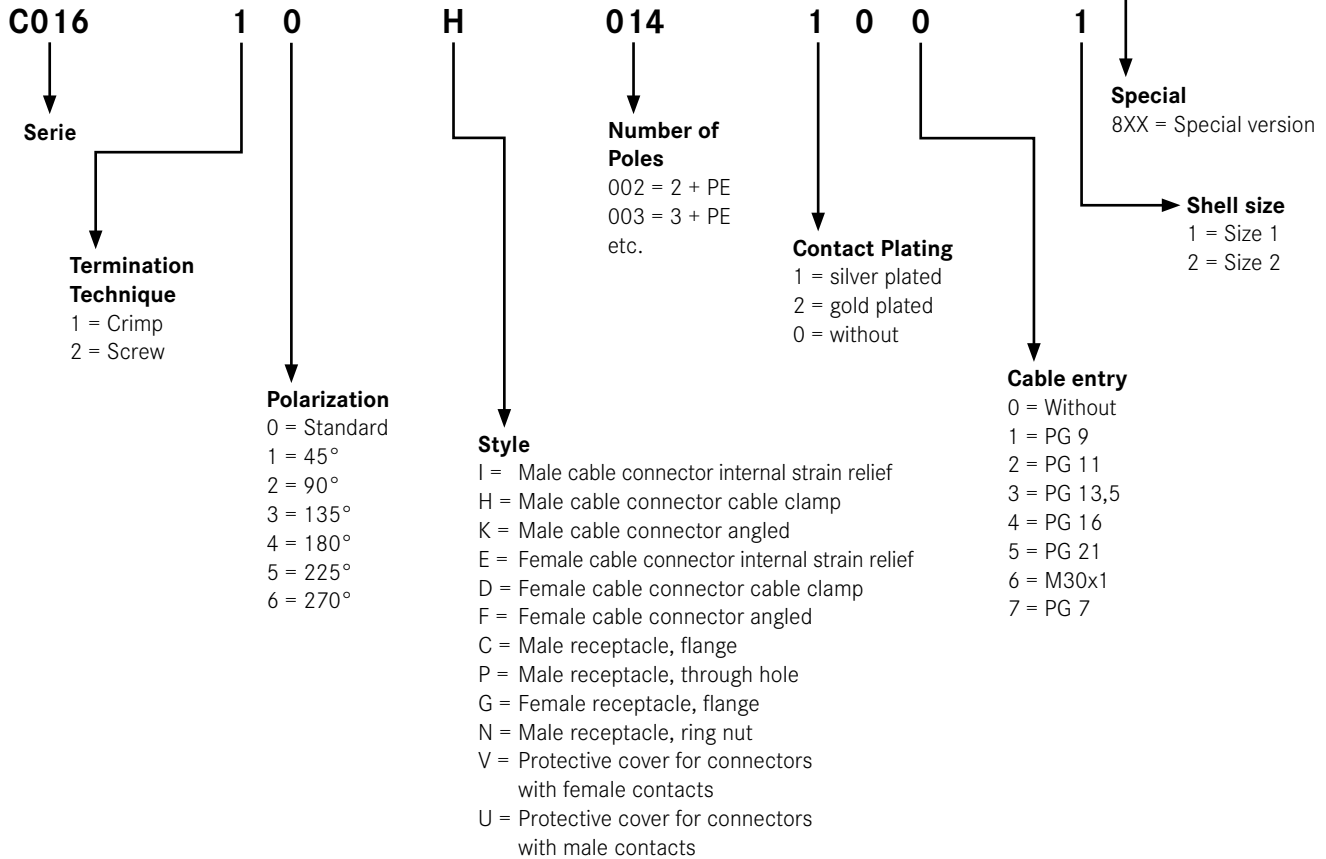 C016 1 0 H 014 1 0 0 1
Serie
Termination
Technique
1 = Crimp
2 = Screw
Polarization
0 = Standard
1 = 45°
2 = 90°
3 = 135°
4 = 180°
5 = 225°
6 = 270°
Style
I = Male cable connector internal strain relief
H = Male cable connector cable clamp
K = Male cable connector angled
E = Female cable connector internal strain relief
D = Female cable connector cable clamp
F = Female cable connector angled
C = Male receptacle, flange
P = Male receptacle, through hole
G = Female receptacle, flange
N = Male receptacle, ring nut
V = Protective cover for connectors
with female contacts
U = Protective cover for connectors
with male contacts
Number of
Poles
002 = 2 + PE
003 = 3 + PE
etc.
Contact Plating
1 = silver plated
2 = gold plated
0 = without
Cable entry
0 = Without
1 = PG 9
2 = PG 11
3 = PG 13,5
4 = PG 16
5 = PG 21
6 = M30x1
7 = PG 7
Shell size
1 = Size 1
2 = Size 2
Special
8XX = Special version